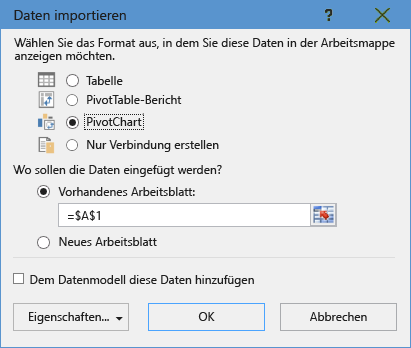 Daten importieren
?
Wählen Sie das Format aus, in dem Sie diese Daten in der Arbeitsmappe
anzeigen möchten.
Tabelle
PivotTable-Bericht
PivotChart
Nur Verbindung erstellen
Wo sollen die Daten eingefügt werden?
Vorhandenes Arbeitsblatt:
=$A$1
Neues Arbeitsblatt
Dem Datenmodell diese Daten hinzufügen
Eigenschaften...
OK
Abbrechen